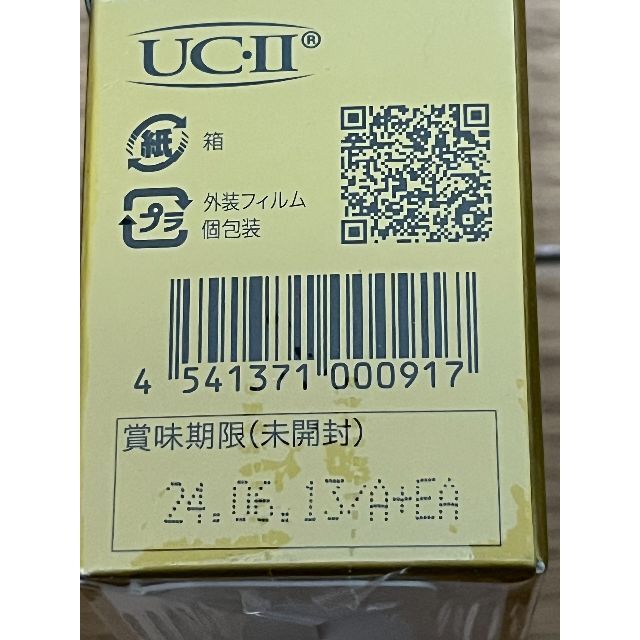 UC·II®
紙
箱
プラ
外装フィルム
個包装
4 541371 000917
賞味期限(未開封)
24.06.13/A+EA